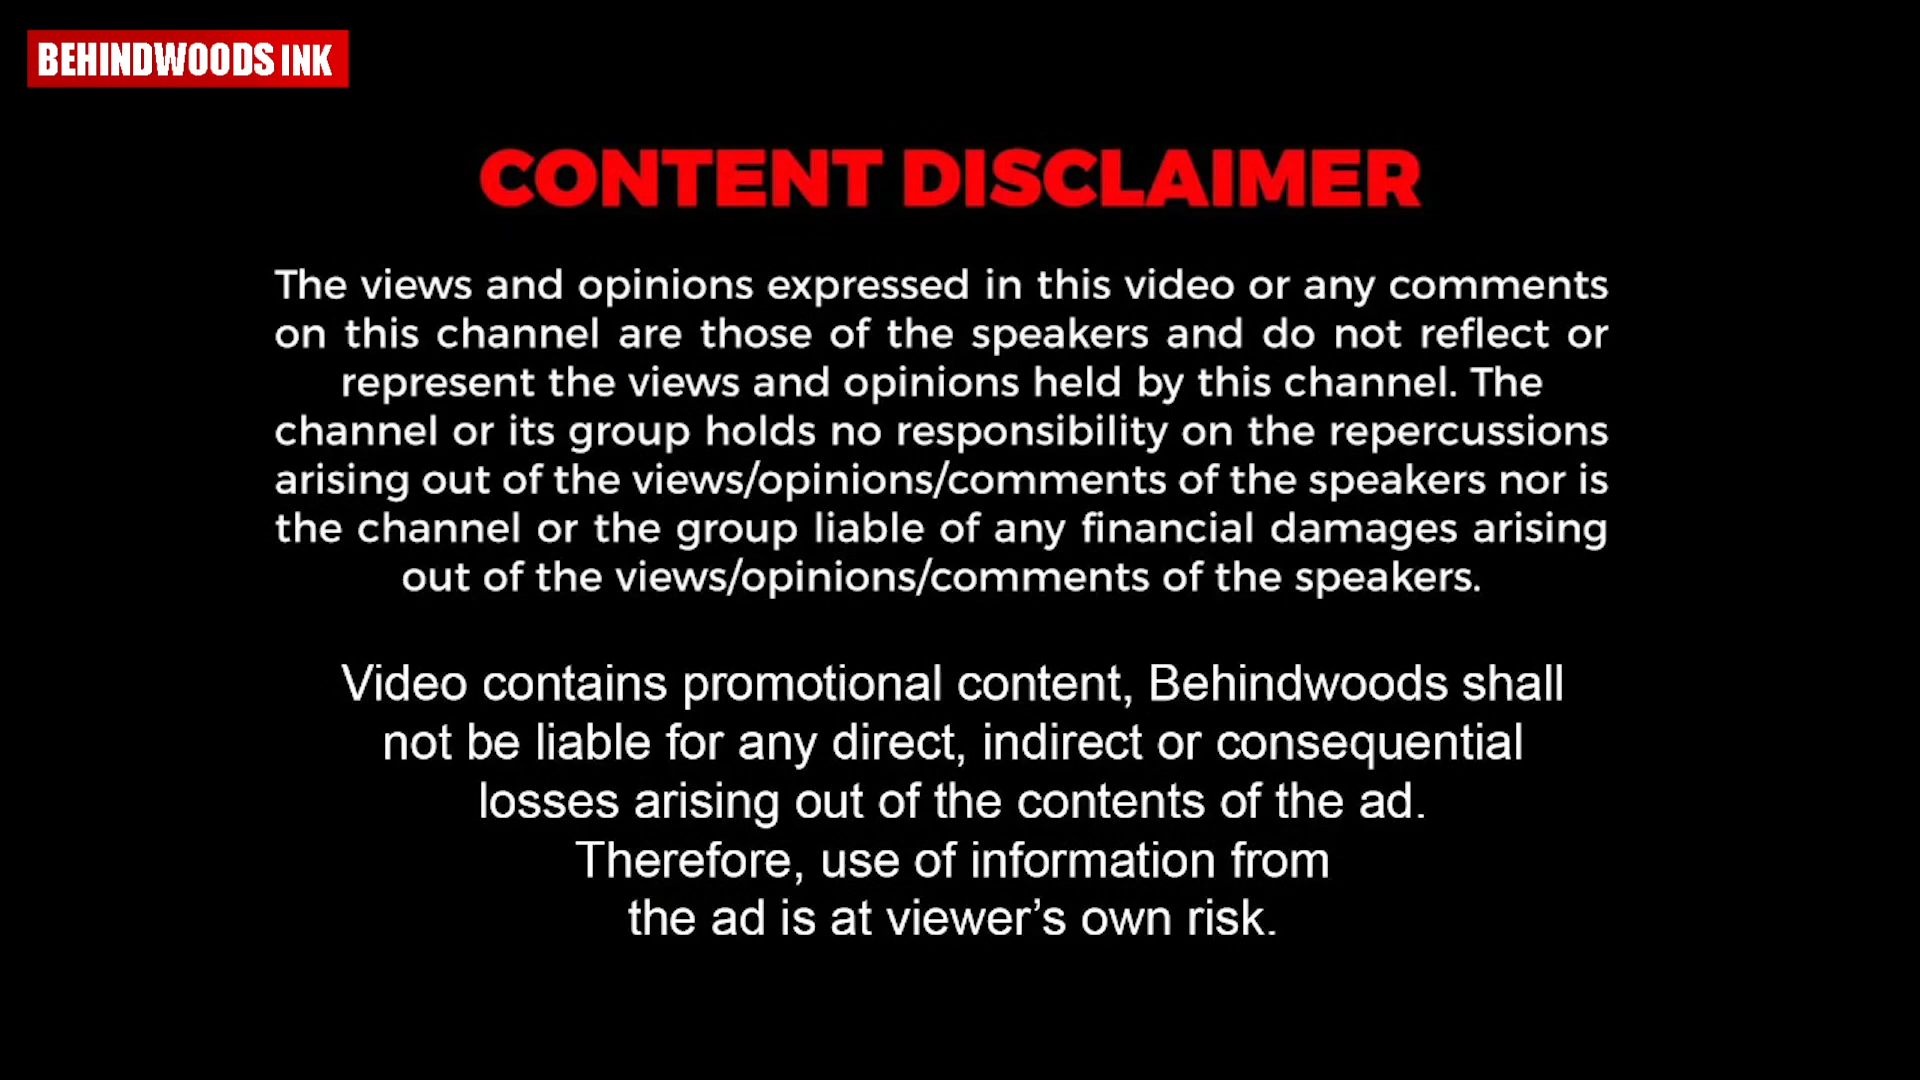 BEHINDWOODS INK
CONTENT DISCLAIMER
The views and opinions expressed in this video or any comments
on this channel are those of the speakers and do not reflect or
represent the views and opinions held by this channel. The
channel or its group holds no responsibility on the repercussions
arising out of the views/opinions/comments of the speakers nor is
the channel or the group liable of any financial damages arising
out of the views/opinions/comments of the speakers.
Video contains promotional content, Behindwoods shall
not be liable for any direct, indirect or consequential
losses arising out of the contents of the ad.
Therefore, use of information from
the ad is at viewer’s own risk.